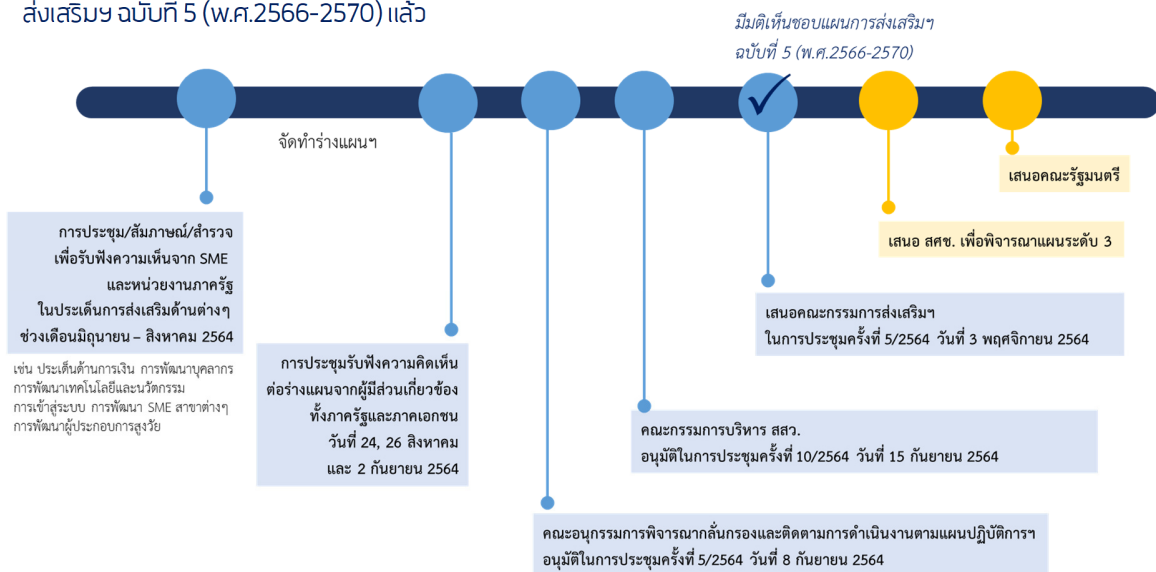 ส่งเสริมฯ ฉบับที่ 5 (พ.ศ.2566-2570) แล้ว
มีมติเห็นชอบแผนการส่งเสริมฯ
ฉบับที่ 5 (พ.ศ.2566-2570)
จัดทำร่างแผนฯ
เสนอคณะรัฐมนตรี
เสนอ สศช. เพื่อพิจารณาแผนระดับ 3
การประชุม/สัมภาษณ์/สำรวจ
เพื่อรับฟังความเห็นจาก SME
และหน่วยงานภาครัฐ
ในประเด็นการส่งเสริมด้านต่างๆ
ช่วงเดือนมิถุนายน – สิงหาคม 2564
เช่น ประเด็นด้านการเงิน การพัฒนาบุคลากร
การพัฒนาเทคโนโลยีและนวัตกรรม
การเข้าสู่ระบบ การพัฒนา SME สาขาต่างๆ
การพัฒนาผู้ประกอบการสูงวัย
การประชุมรับฟังความคิดเห็น
ต่อร่างแผนจากผู้มีส่วนเกี่ยวข้อง
ทั้งภาครัฐและภาคเอกชน
วันที่ 24, 26 สิงหาคม
และ 2 กันยายน 2564
เสนอคณะกรรมการส่งเสริมฯ
ในการประชุมครั้งที่ 5/2564 วันที่ 3 พฤศจิกายน 2564
คณะกรรมการบริหาร สสว.
อนุมัติในการประชุมครั้งที่ 10/2564 วันที่ 15 กันยายน 2564
คณะอนุกรรมการพิจารณากลั่นกรองและติดตามการดำเนินงานตามแผนปฏิบัติการฯ
อนุมัติในการประชุมครั้งที่ 5/2564 วันที่ 8 กันยายน 2564